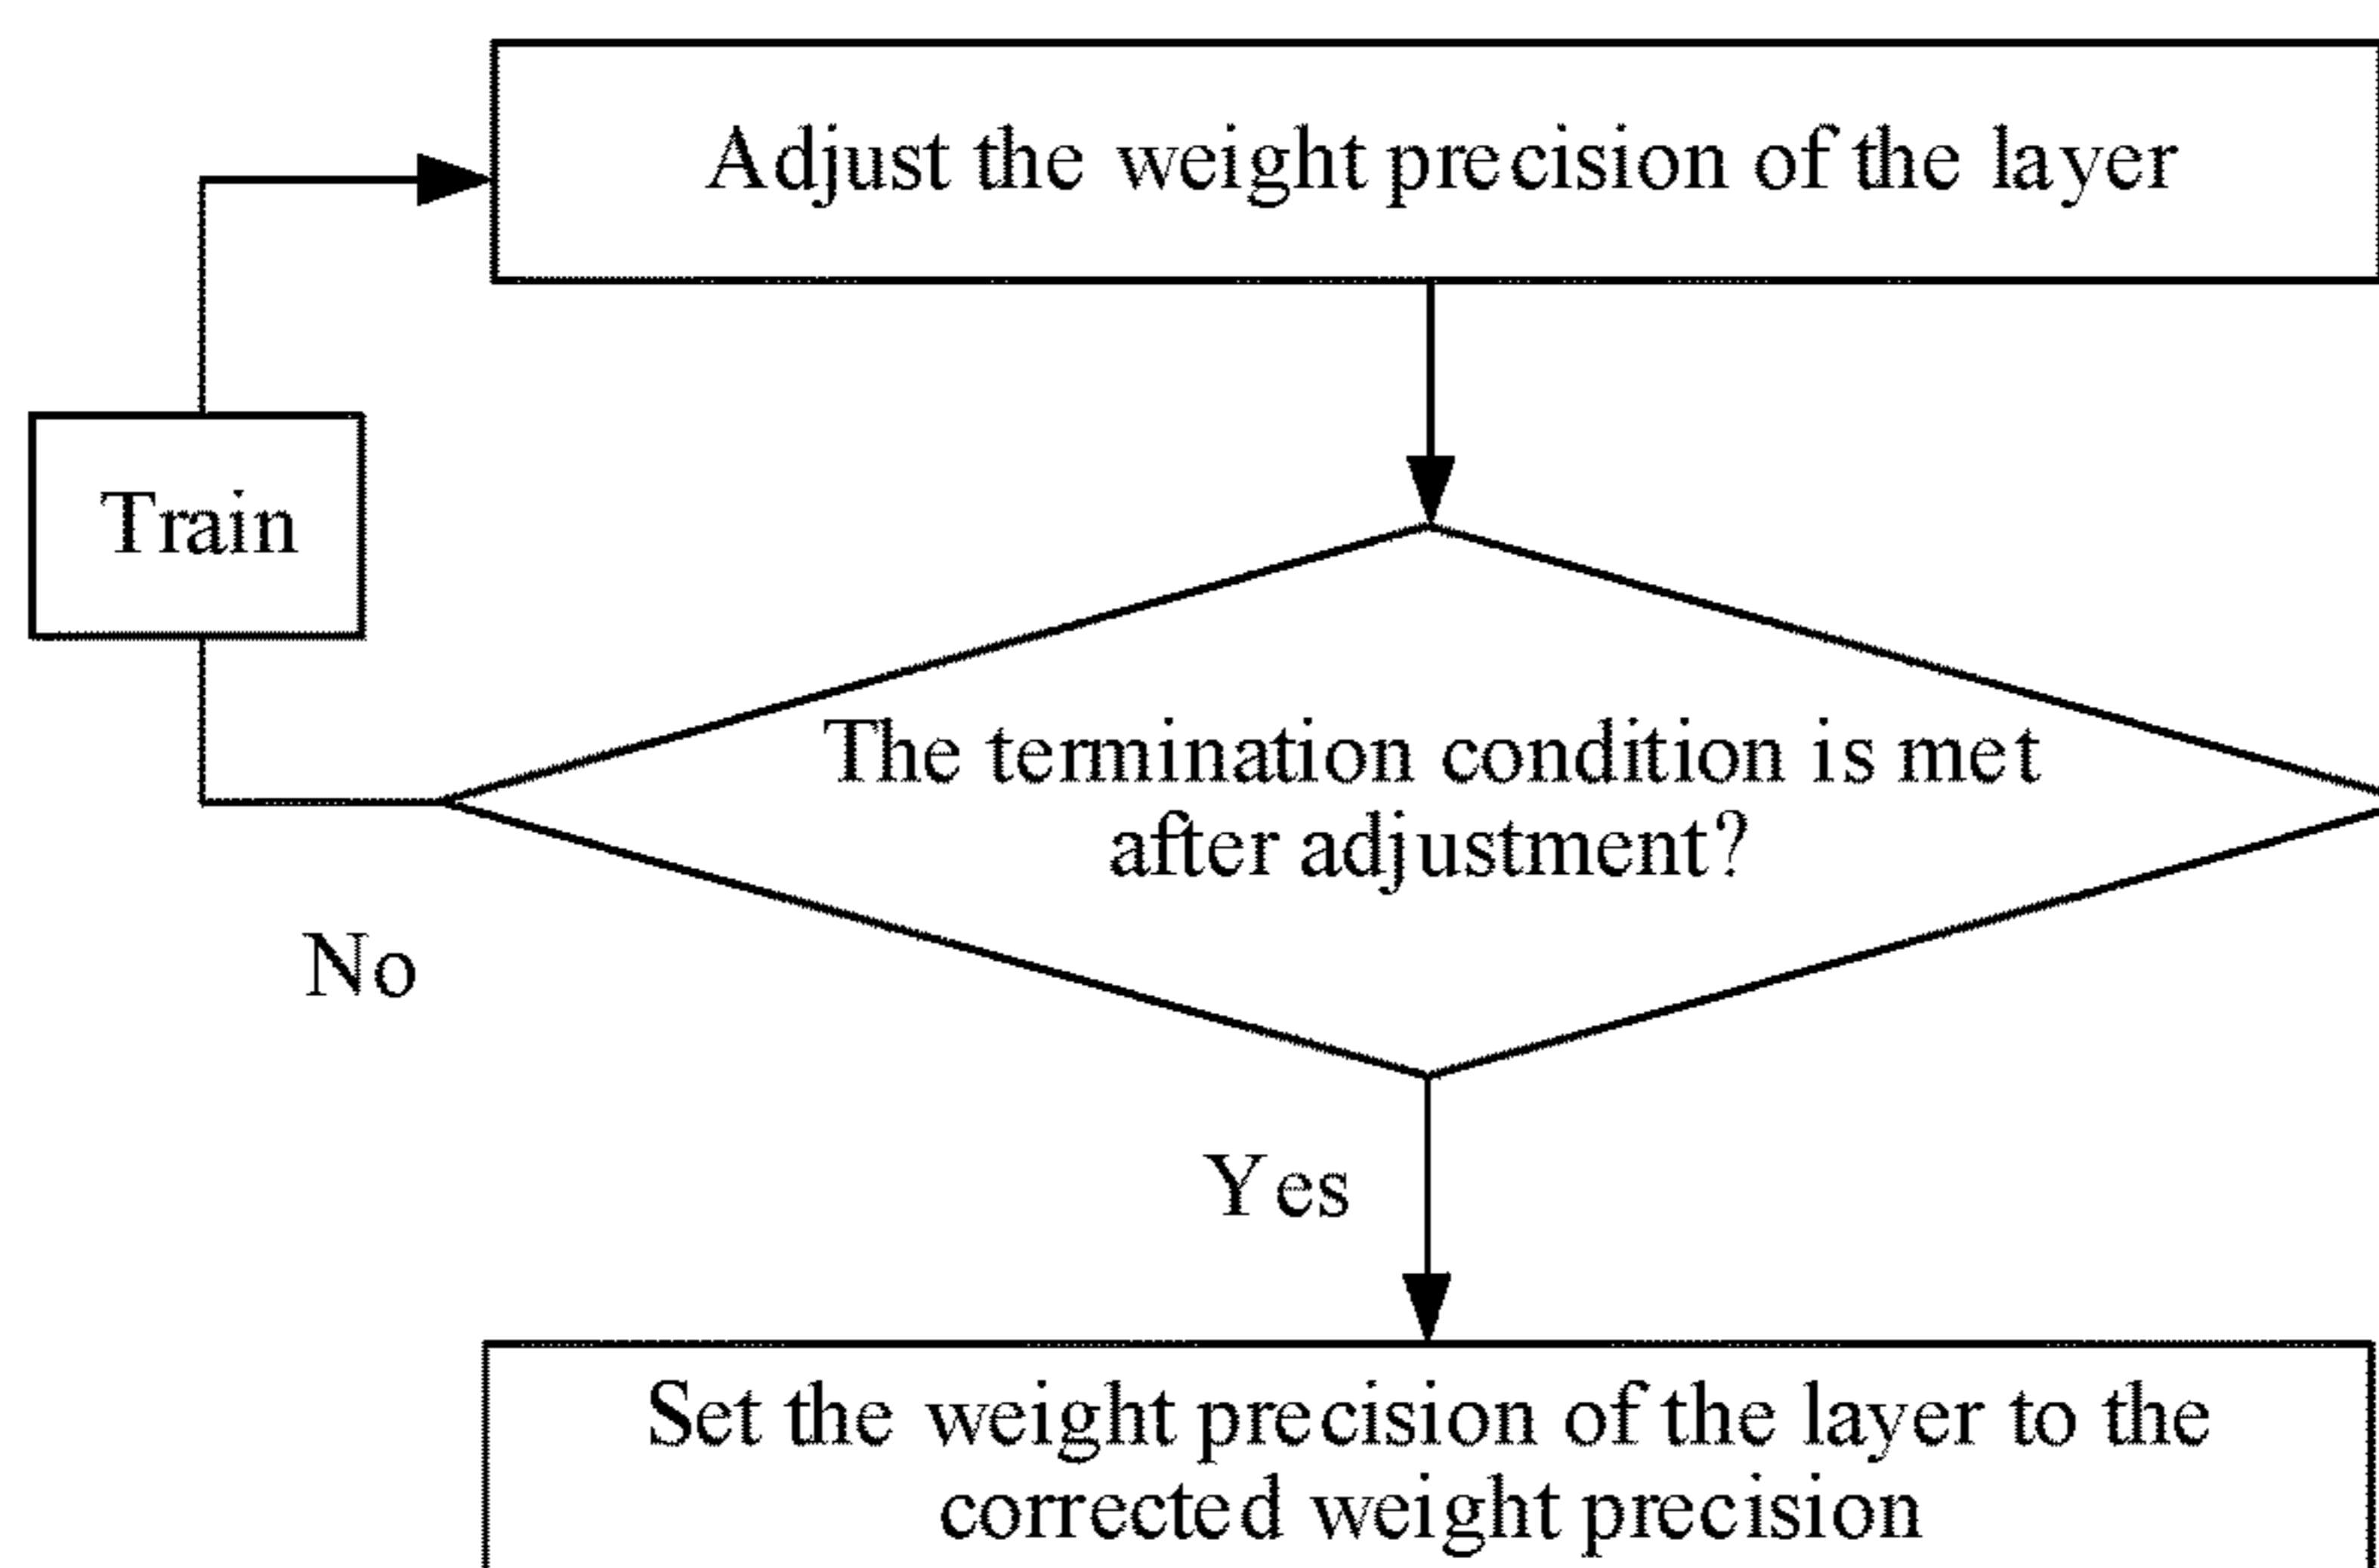 Adjust the weight precision of the layer
Train
The termination condition is met
after adjustment?
No
Yes
Set the weight precision of the layer to the
corrected weight precision